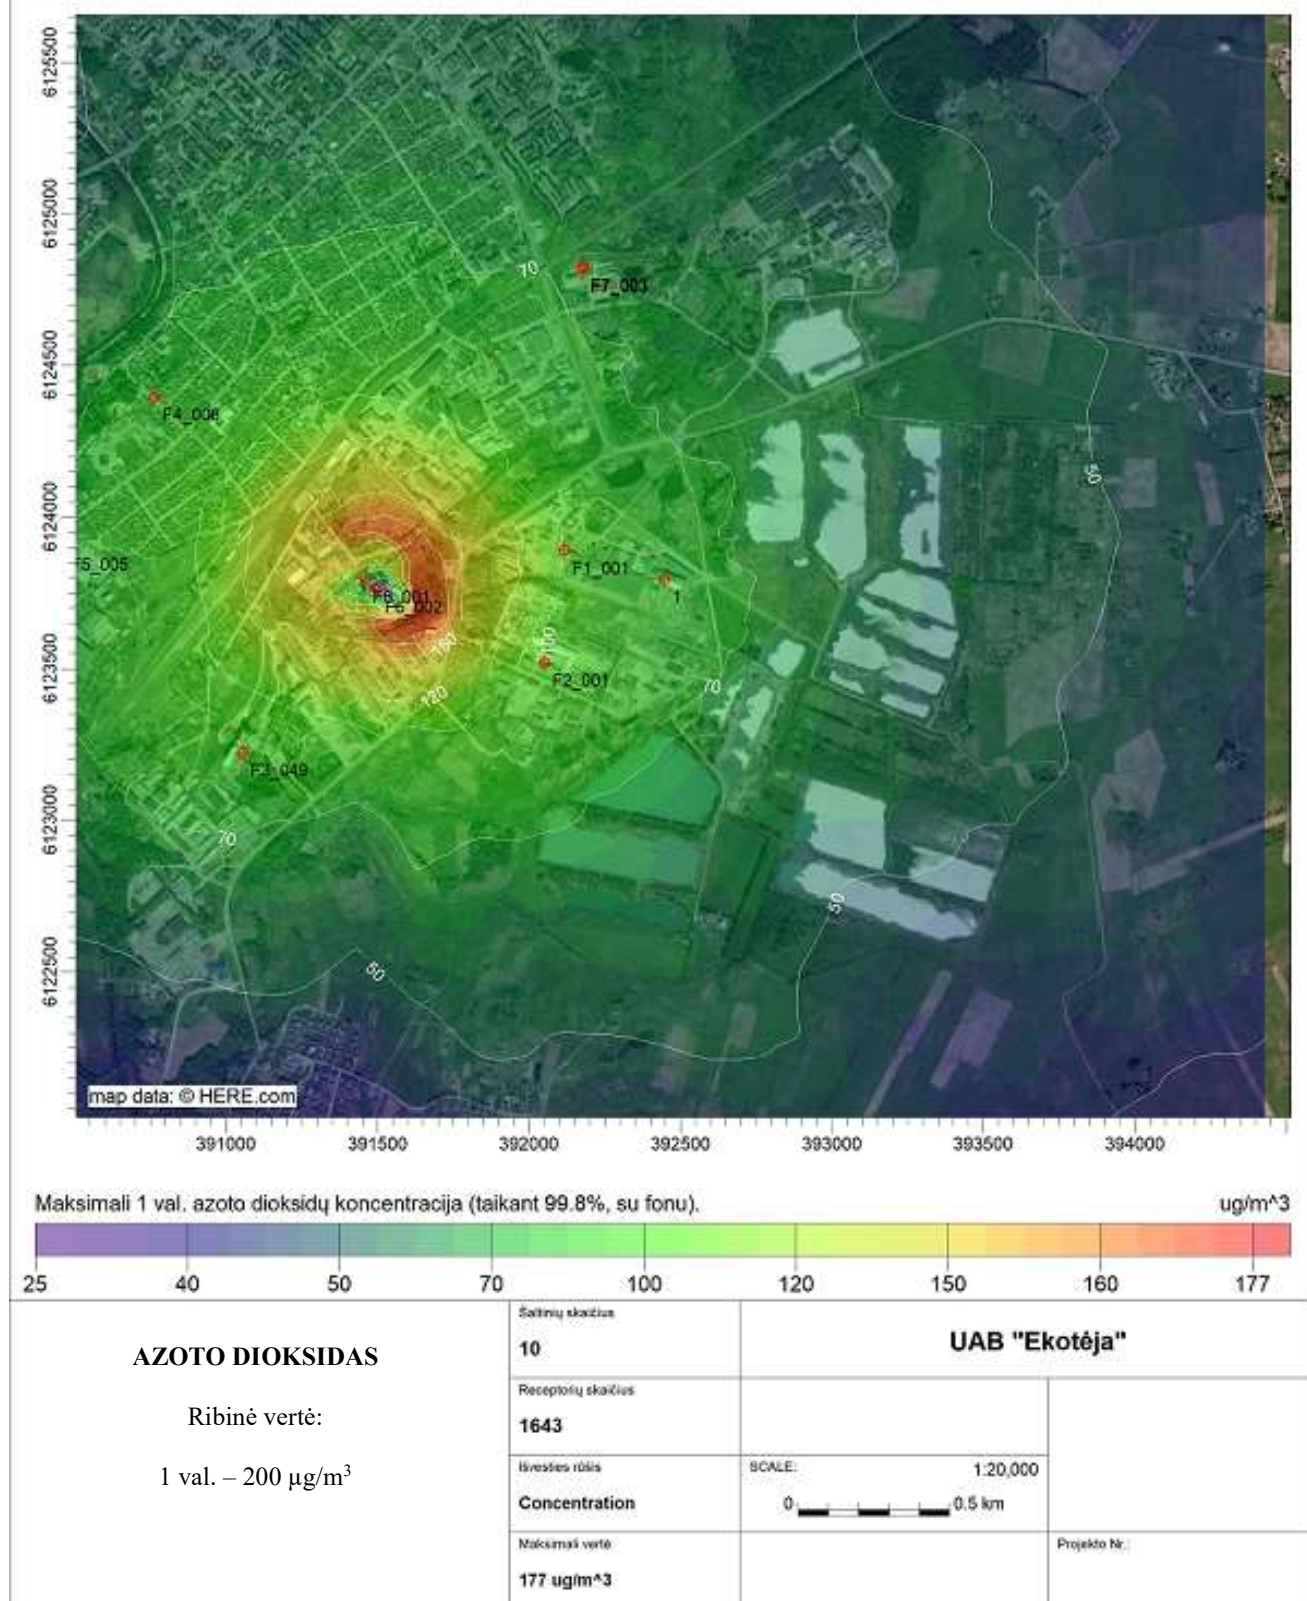 6125500
6125000
6124500
6124000
6123500
6123000
6122500
70
F7_003
F4_006
50
F1_001
1
F6_002
100
F2_001
160
70
120
F3_049
70
50
50
map data: © HERE.com
391000 391500 392000 392500 393000 393500 394000
Maksimali 1 val. azoto dioksidų koncentracija (taikant 99.8%, su fonu). ug/m^3
25 40 50 70 100 120 150 160 177
AZOTO DIOKSIDAS
Ribinė vertė:
1 val. – 200 µg/m³
Šaltinių skaičius
10
UAB "Ekotėja"
Receptorių skaičius
1643
Išvesties rūšis
Concentration
SCALE: 1:20,000
0 0.5 km
Maksimali vertė
177 ug/m^3
Projekto Nr.: